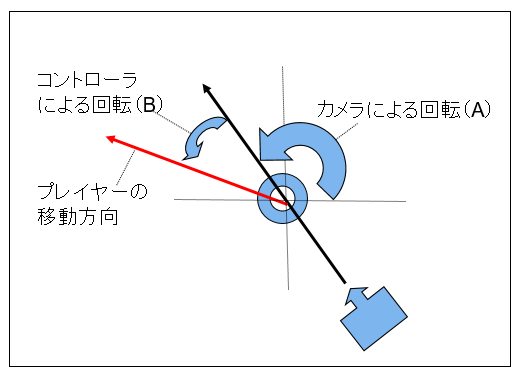 コントローラ
による回転（B）
カメラによる回転（A）
プレイヤーの
移動方向